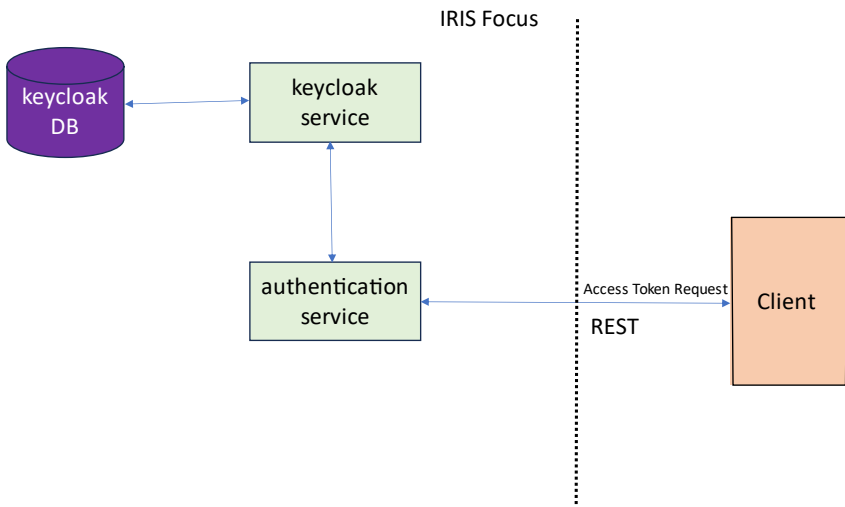 IRIS Focus
keycloak
DB
keycloak
service
authentication
service
Access Token Request
REST
Client